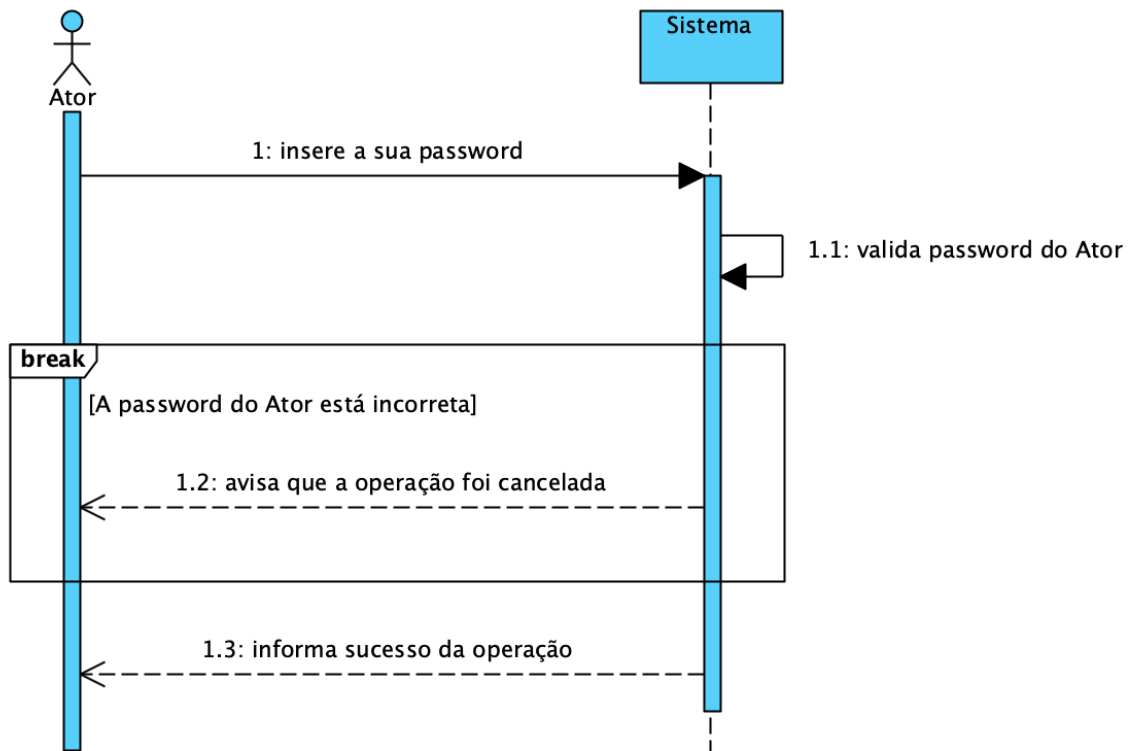 Sistema
Ator
1: insere a sua password
1.1: valida password do Ator
break
[A password do Ator está incorreta]
1.2: avisa que a operação foi cancelada
1.3: informa sucesso da operação